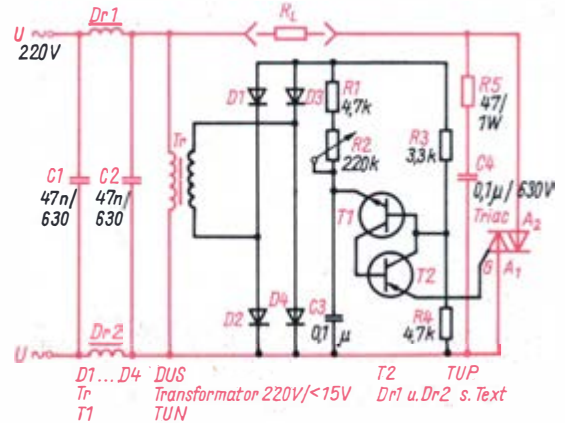 Dr1
RL
U
220V
D1
D3
R1
4,7k
R5
47/
1W
Tr
R2
220k
R3
3,3k
C1
47n/
630
C2
47n/
630
C4
0,1µ/630V
T1
Triac
A2
T2
G
A1
D2
D4
C3
0,1 µ
R4
4,7k
Dr2
U
D1...D4 DUS T2 TUP
Tr Transformator 220V/<15V Dr1 u.Dr2 s.Text
T1 TUN